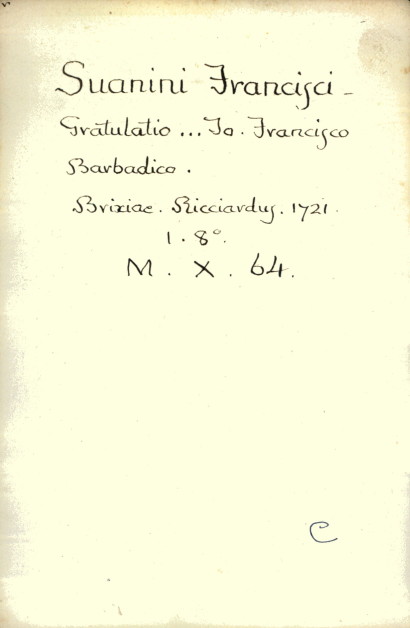 Suanini Francisci -
Gratulatio ... Io. Francisco
Barbadico.
Brixiae. Ricciardus. 1721.
1. 8°.
M. X. 64.
C